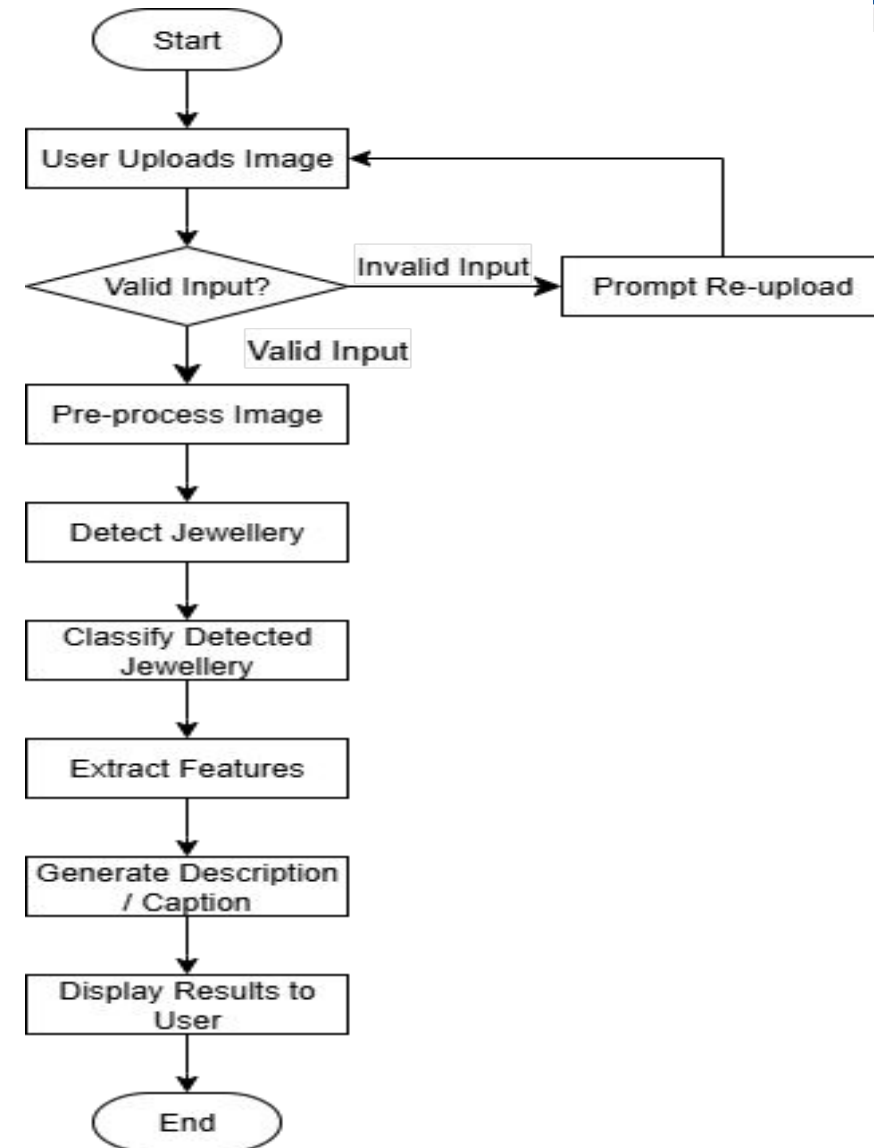 Start
User Uploads Image
Valid Input?
Invalid Input
Prompt Re-upload
Valid Input
Pre-process Image
Detect Jewellery
Classify Detected
Jewellery
Extract Features
Generate Description
/ Caption
Display Results to
User
End